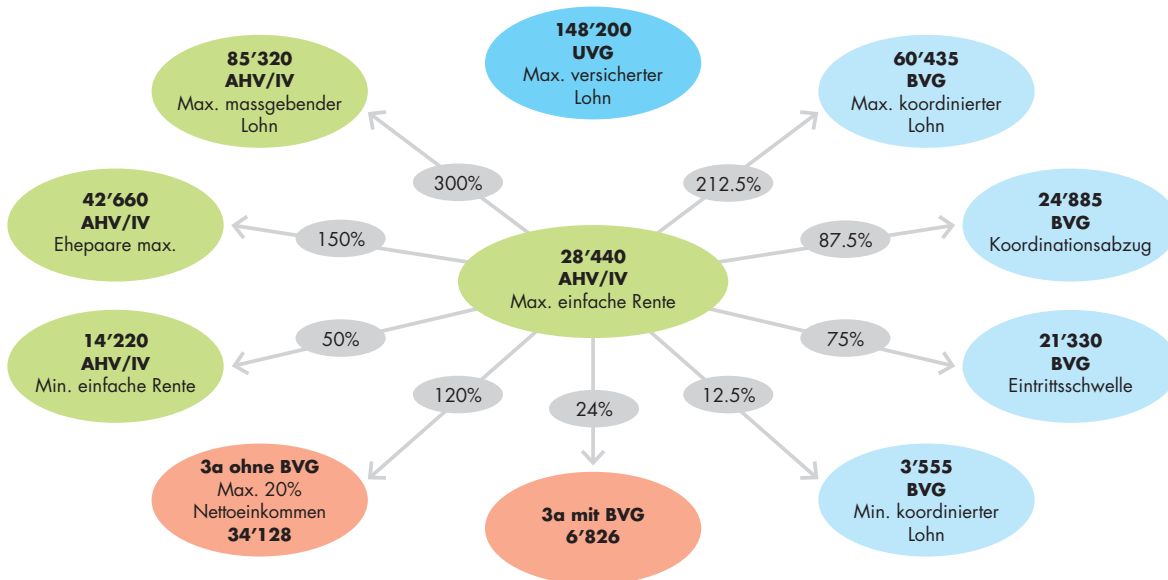 85’320
AHV/IV
Max. massgebender
Lohn
148’200
UVG
Max. versicherter
Lohn
60’435
BVG
Max. koordinierter
Lohn
300%
212.5%
42’660
AHV/IV
Ehepaare max.
150%
28’440
AHV/IV
Max. einfache Rente
87.5%
24’885
BVG
Koordinationsabzug
14’220
AHV/IV
Min. einfache Rente
50%
75%
21’330
BVG
Eintrittsschwelle
120%
24%
12.5%
3a ohne BVG
Max. 20%
Nettoeinkommen
34’128
3a mit BVG
6’826
3’555
BVG
Min. koordinierter
Lohn